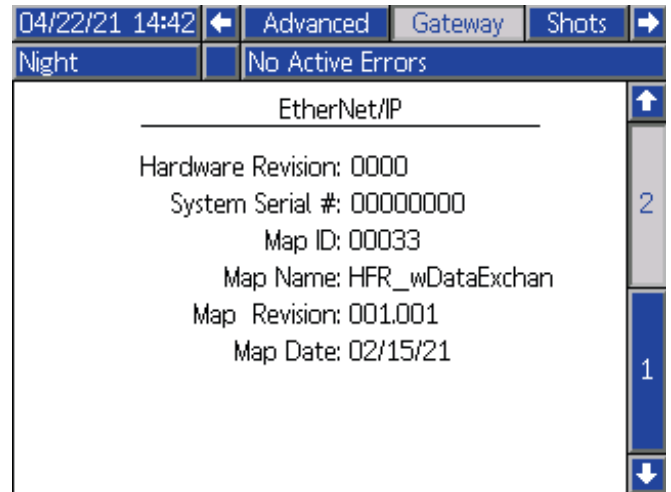 04/22/21 14:42 Advanced Gateway Shots
Night No Active Errors
EtherNet/IP
Hardware Revision: 0000
System Serial #: 00000000
2
Map ID: 00033
Map Name: HFR_wDataExchan
Map Revision: 001.001
Map Date: 02/15/21
1